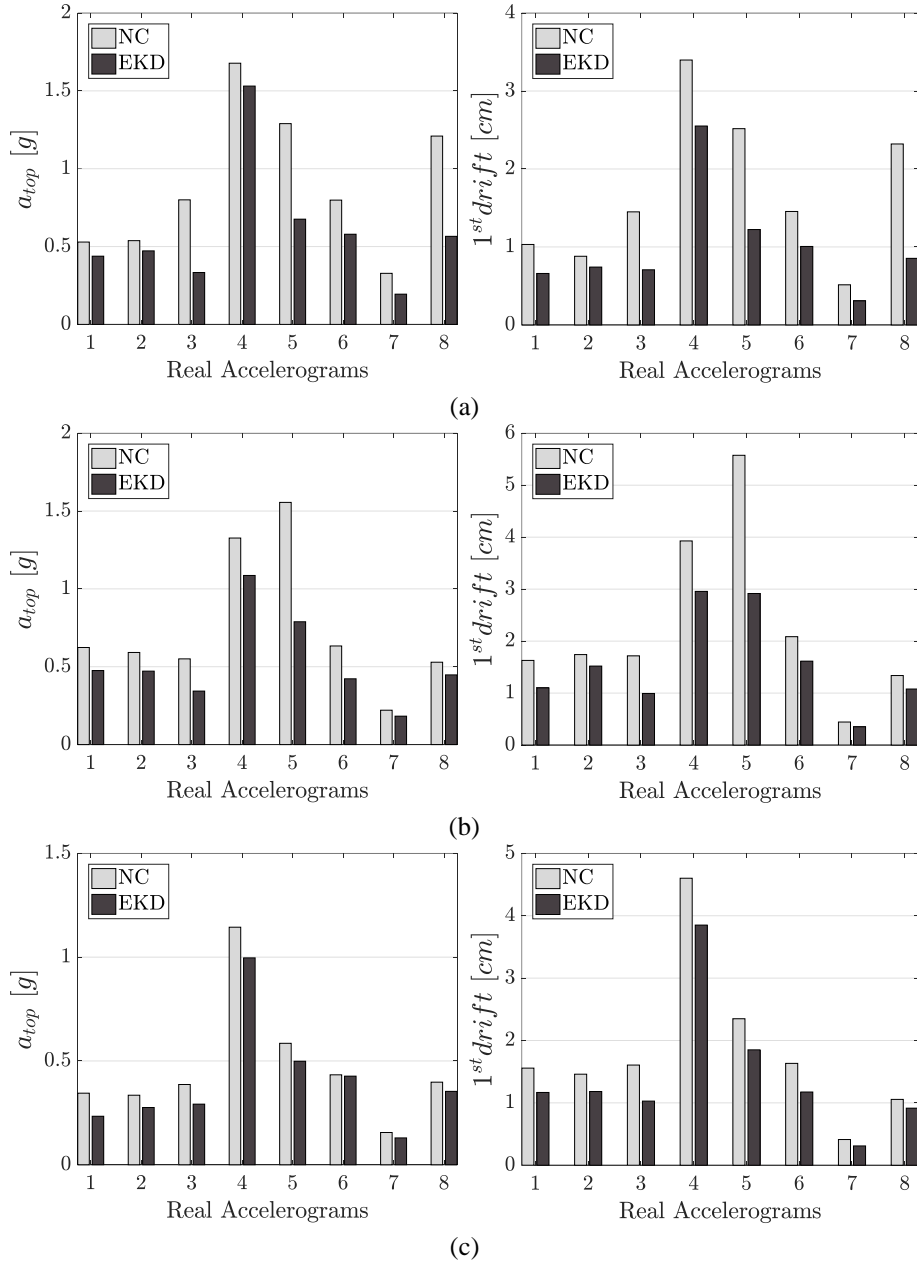 2
1.5
1
0.5
0
a_top [g]
NC
EKD
1 2 3 4 5 6 7 8
Real Accelerograms
4
3
2
1
0
1^st drift [cm]
NC
EKD
1 2 3 4 5 6 7 8
Real Accelerograms
(a)
2
1.5
1
0.5
0
a_top [g]
NC
EKD
1 2 3 4 5 6 7 8
Real Accelerograms
6
5
4
3
2
1
0
1^st drift [cm]
NC
EKD
1 2 3 4 5 6 7 8
Real Accelerograms
(b)
1.5
1
0.5
0
a_top [g]
NC
EKD
1 2 3 4 5 6 7 8
Real Accelerograms
5
4
3
2
1
0
1^st drift [cm]
NC
EKD
1 2 3 4 5 6 7 8
Real Accelerograms
(c)